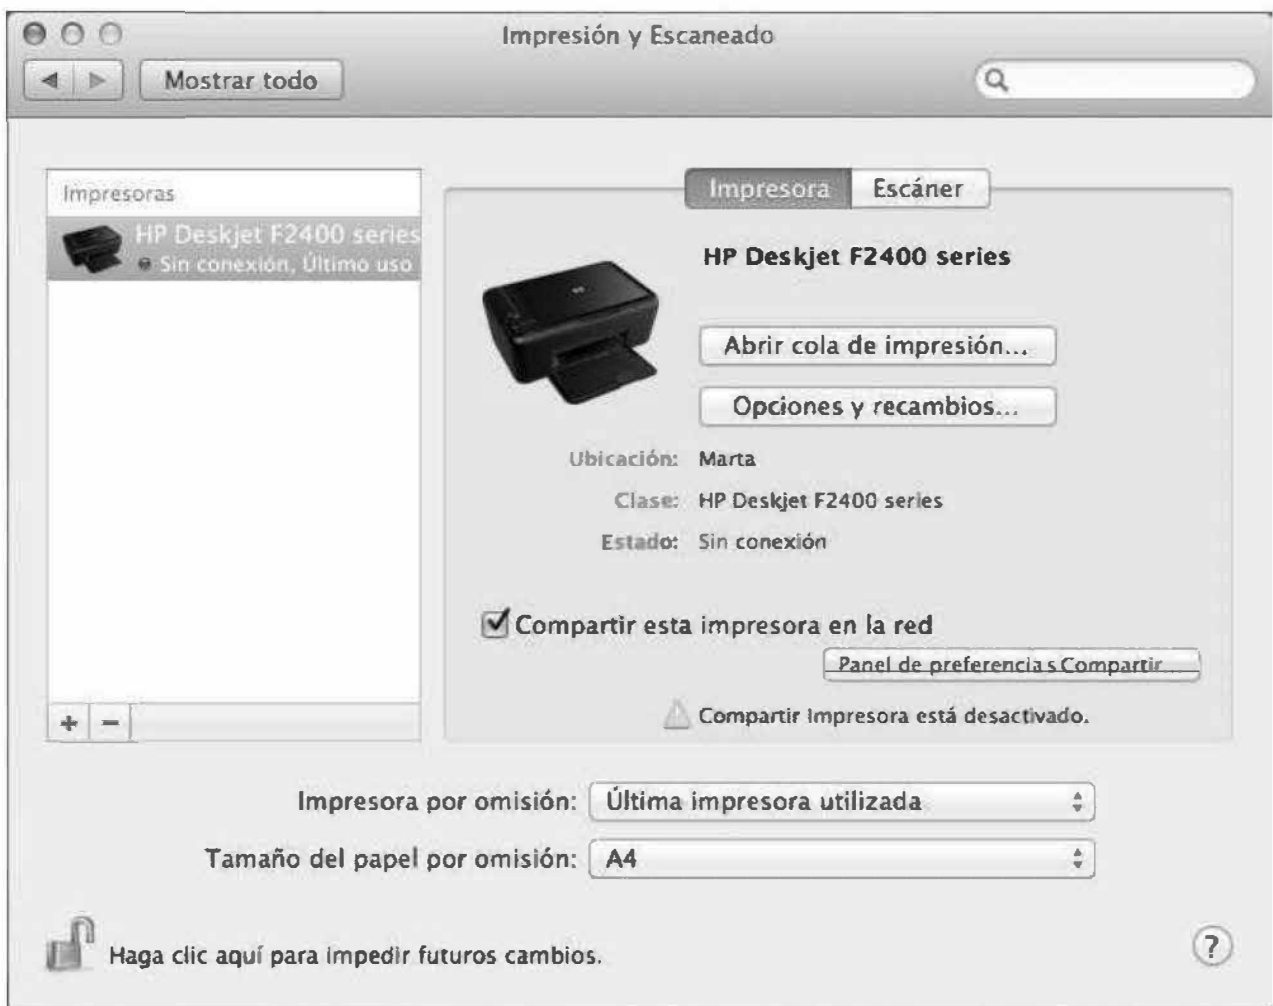 Impresión y Escaneado
Mostrar todo
Impresoras
HP Deskjet F2400 series
Sin conexión, Último uso
Impresora
Escáner
HP Deskjet F2400 series
Abrir cola de impresión...
Opciones y recambios...
Ubicación: Marta
Clase: HP Deskjet F2400 series
Estado: Sin conexión
Compartir esta impresora en la red
Panel de preferencias Compartir...
Compartir impresora está desactivado.
Impresora por omisión: Última impresora utilizada
Tamaño del papel por omisión: A4
Haga clic aquí para impedir futuros cambios.
?